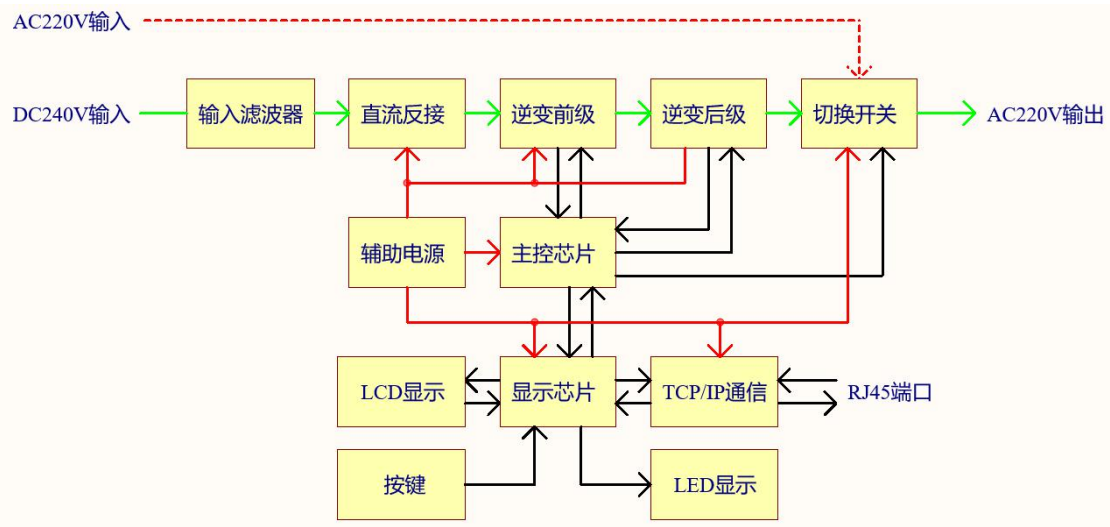 AC220V输入
DC240V输入
输入滤波器
直流反接
逆变前级
逆变后级
切换开关
AC220V输出
辅助电源
主控芯片
LCD显示
显示芯片
TCP/IP通信
RJ45端口
按键
LED显示